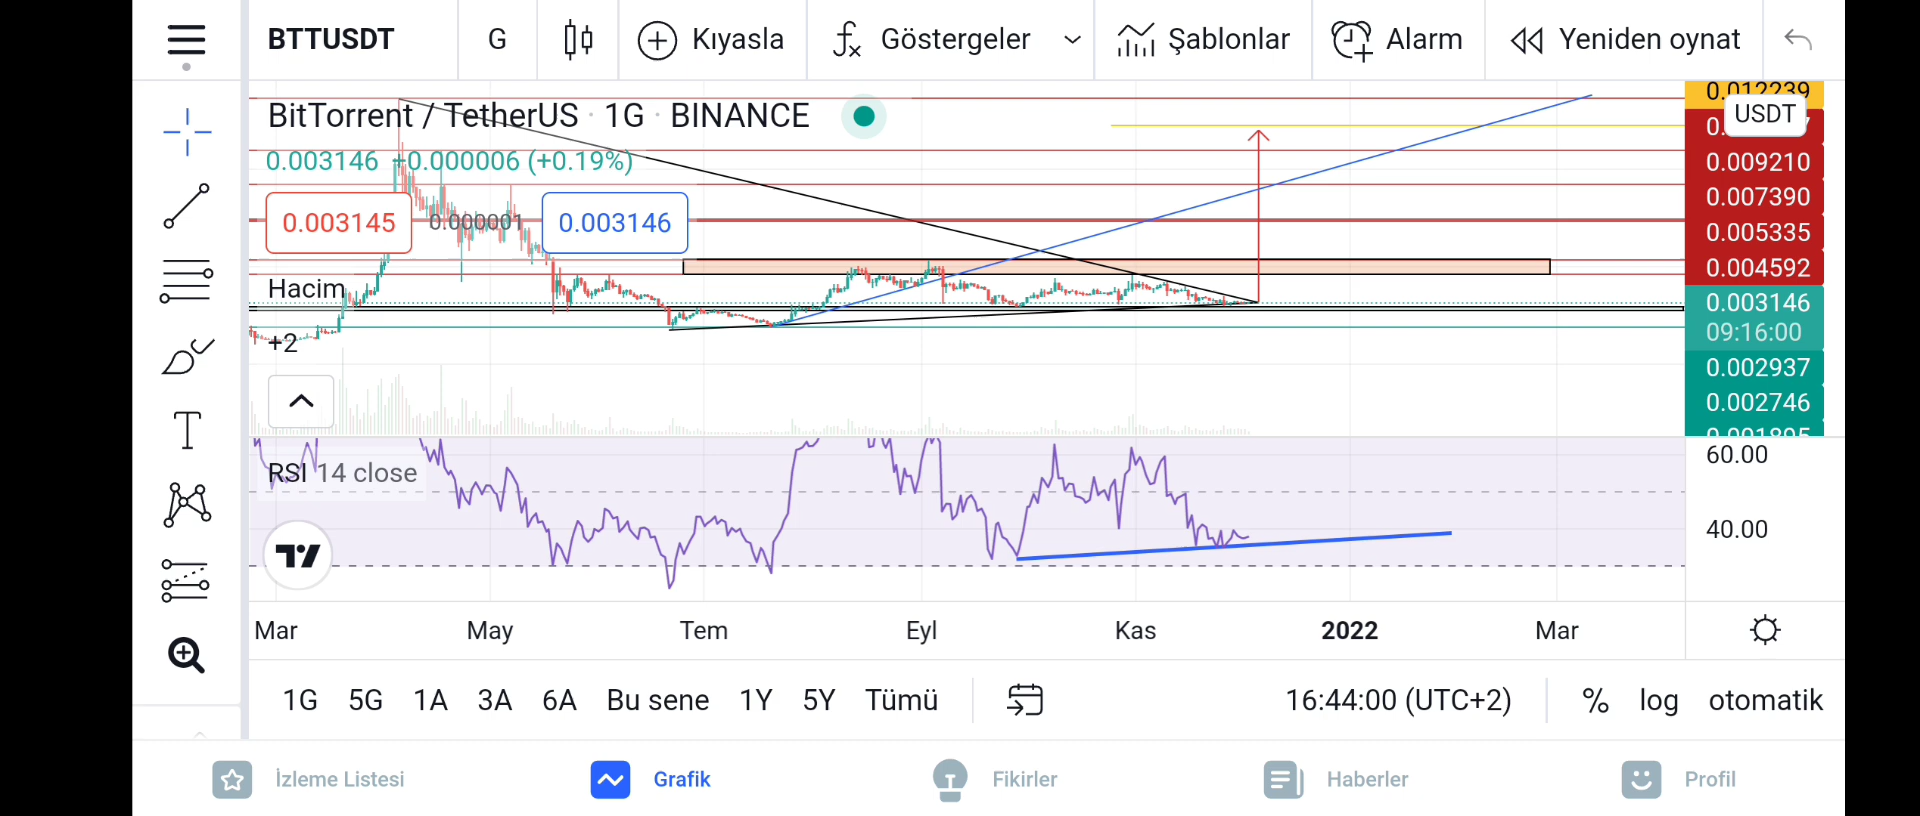 BTTUSDT G Kıyasla Göstergeler Şablonlar Alarm Yeniden oynat
BitTorrent / TetherUS · 1G · BINANCE
0.003146 +0.000006 (+0.19%)
0.003145 0.000001 0.003146
Hacim
+2
0.012239
USDT
0.009210
0.007390
0.005335
0.004592
0.003146
09:16:00
0.002937
0.002746
0.001895
RSI 14 close
60.00
40.00
Mar May Tem Eyl Kas 2022 Mar
1G 5G 1A 3A 6A Bu sene 1Y 5Y Tümü 16:44:00 (UTC+2) % log otomatik
İzleme Listesi Grafik Fikirler Haberler Profil